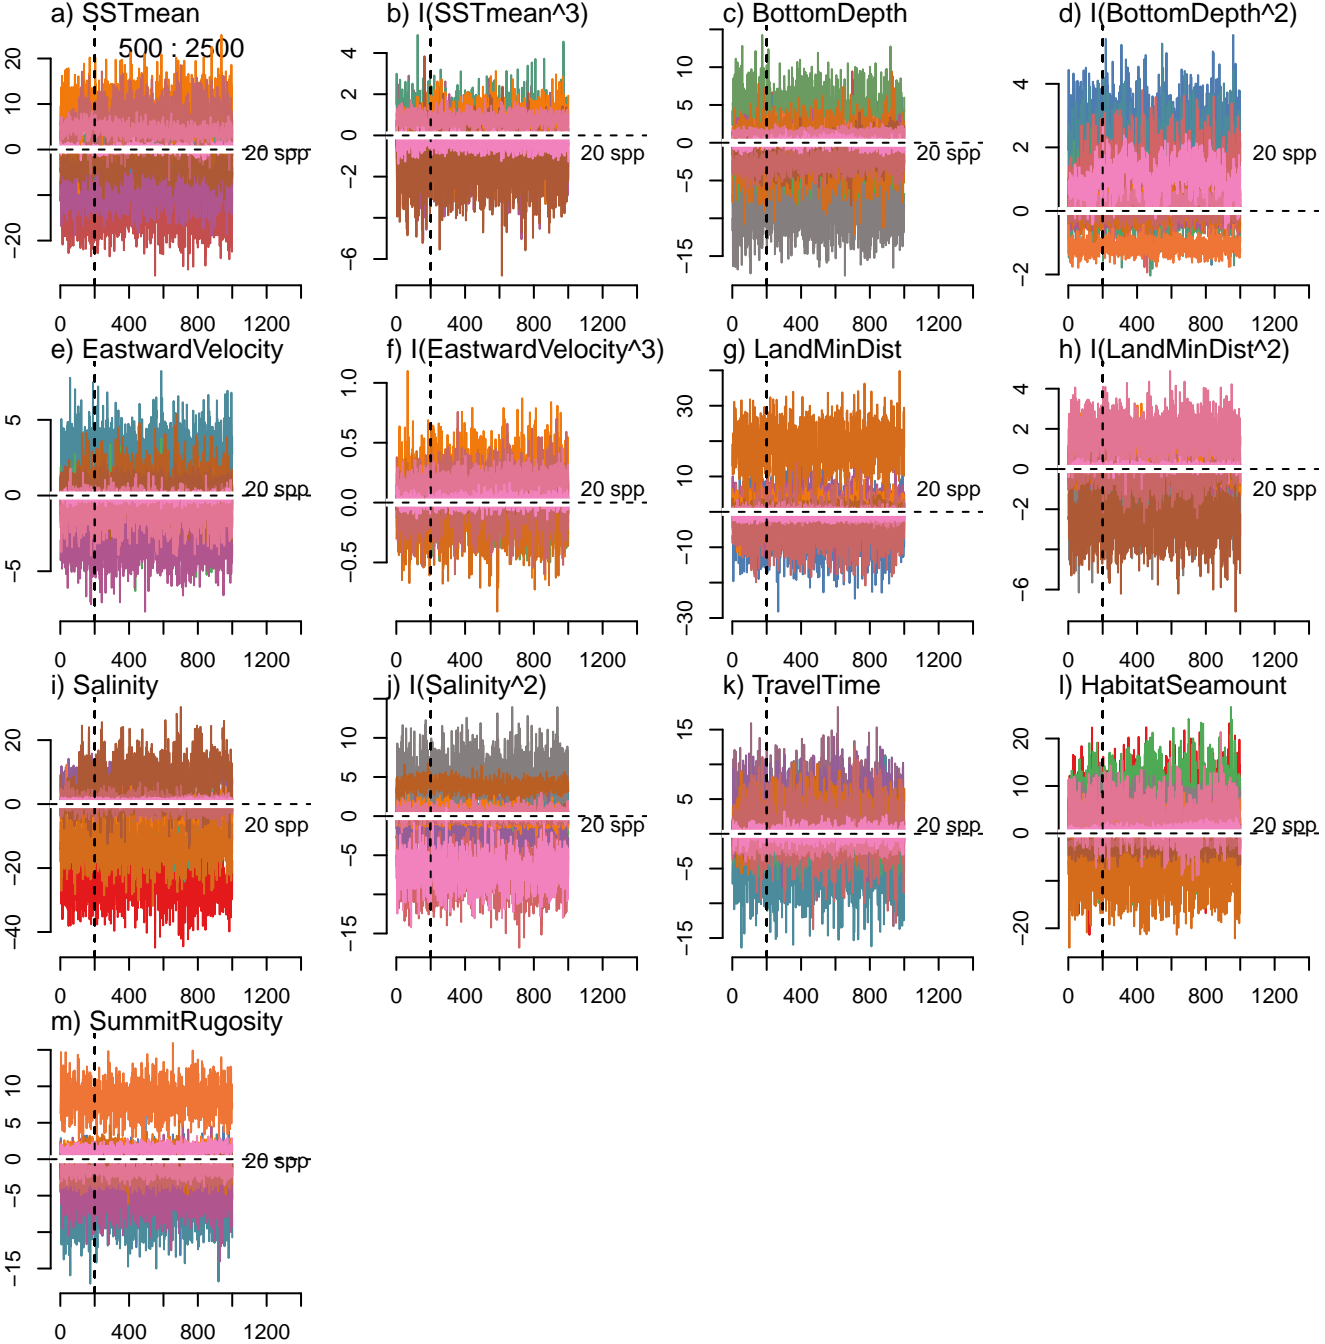 a) SSTmean
b) I(SSTmean^3)
c) BottomDepth
d) I(BottomDepth^2)
500 : 2500
20 10 0 −20
20 spp
0 400 800 1200
4 2 0 −2 −6
0 400 800 1200
10 5 0 −5 −15
20 spp
0 400 800 1200
4 2 0 −2
20 spp
0 400 800 1200
e) EastwardVelocity
f) I(EastwardVelocity^3)
g) LandMinDist
h) I(LandMinDist^2)
5 0 −5
20 spp
0 400 800 1200
1.0 0.5 0.0 −0.5
20 spp
0 400 800 1200
30 10 −10 −30
20 spp
0 400 800 1200
4 2 0 −2 −6
20 spp
0 400 800 1200
i) Salinity
j) I(Salinity^2)
k) TravelTime
l) HabitatSeamount
20 0 −20 −40
20 spp
0 400 800 1200
10 5 0 −5 −15
20 spp
0 400 800 1200
15 5 −5 −15
20 spp
0 400 800 1200
20 10 0 −20
0 400 800 1200
m) SummitRugosity
10 5 0 −5 −15
20 spp
0 400 800 1200